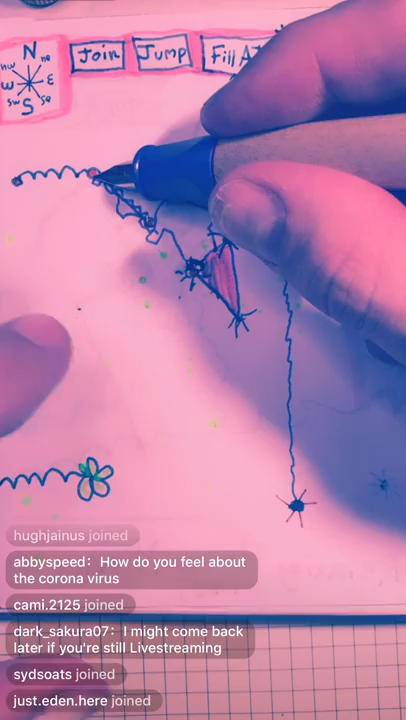 N
nw
ne
W
E
sw
se
S
Join
Jump
Fill
hughjainus joined
abbyspeed: How do you feel about
the corona virus
cami.2125 joined
dark_sakura07: I might come back
later if you're still Livestreaming
sydsoats joined
just.eden.here joined